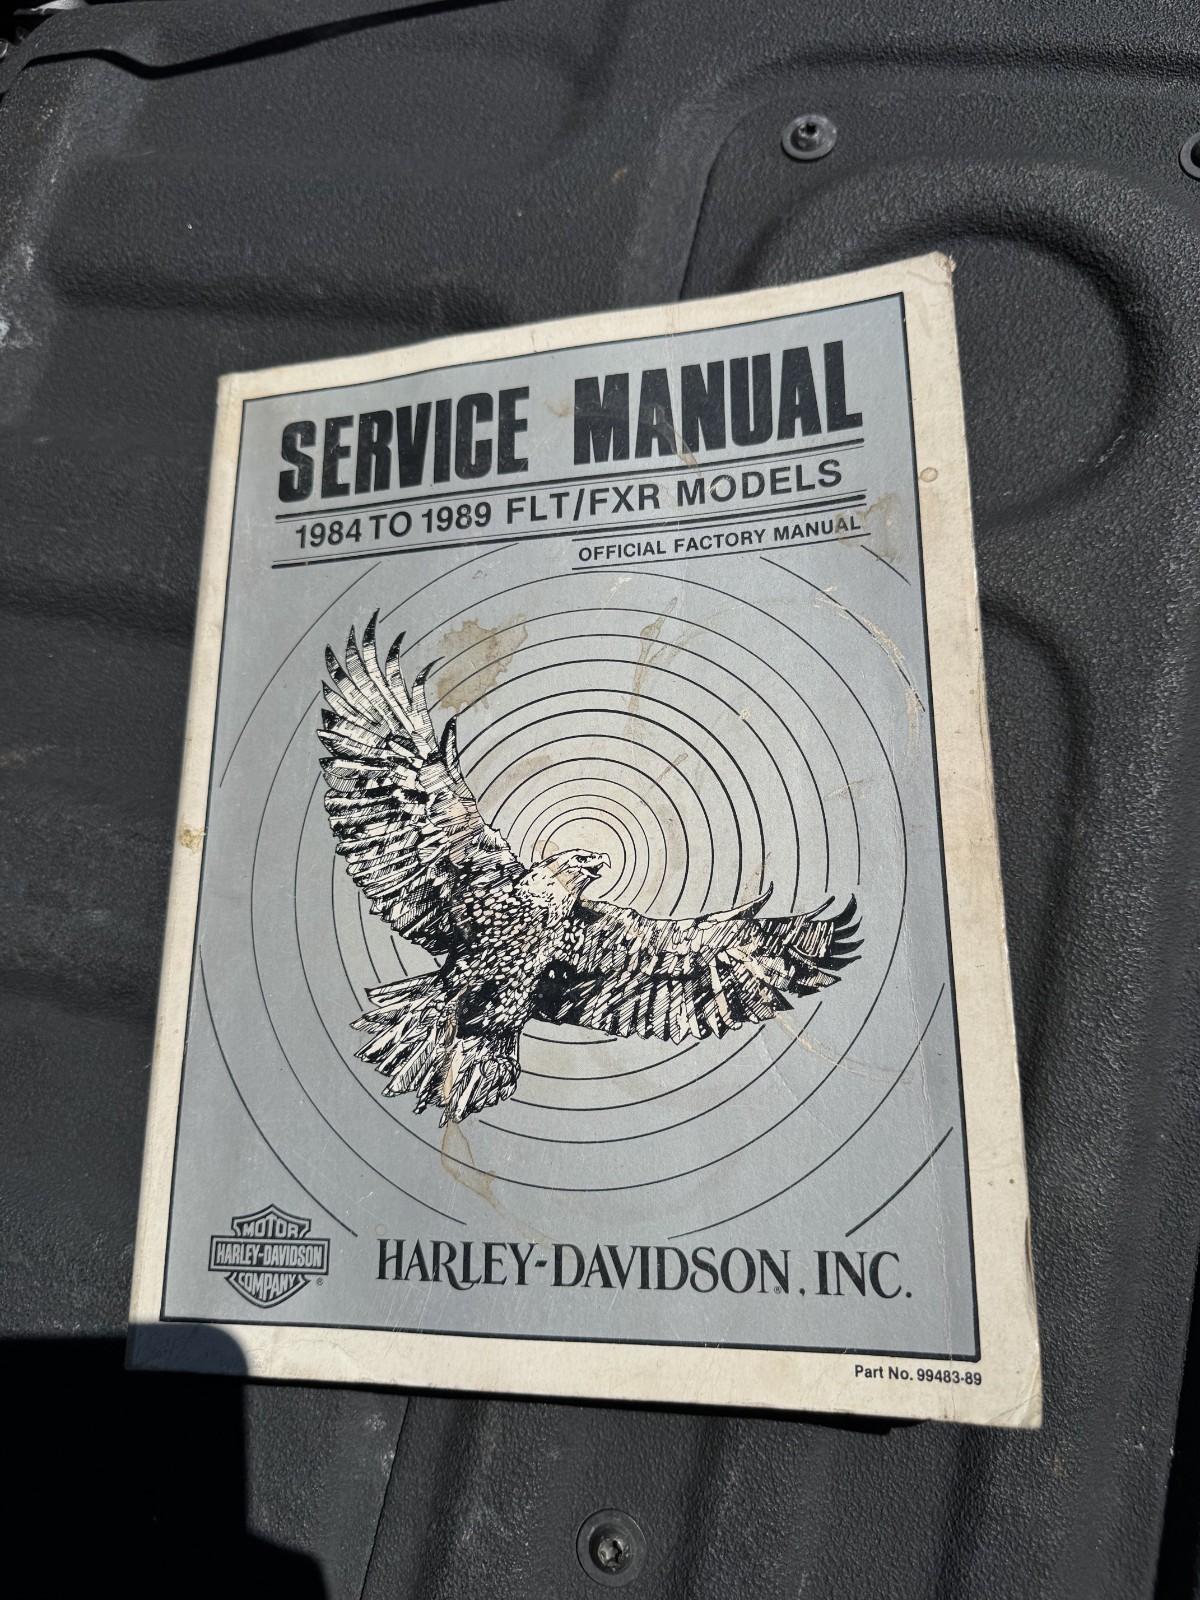 SERVICE MANUAL
1984 TO 1989 FLT/FXR MODELS
OFFICIAL FACTORY MANUAL
MOTOR
HARLEY-DAVIDSON
COMPANY
®
HARLEY-DAVIDSON®, INC.
Part No. 99483-89